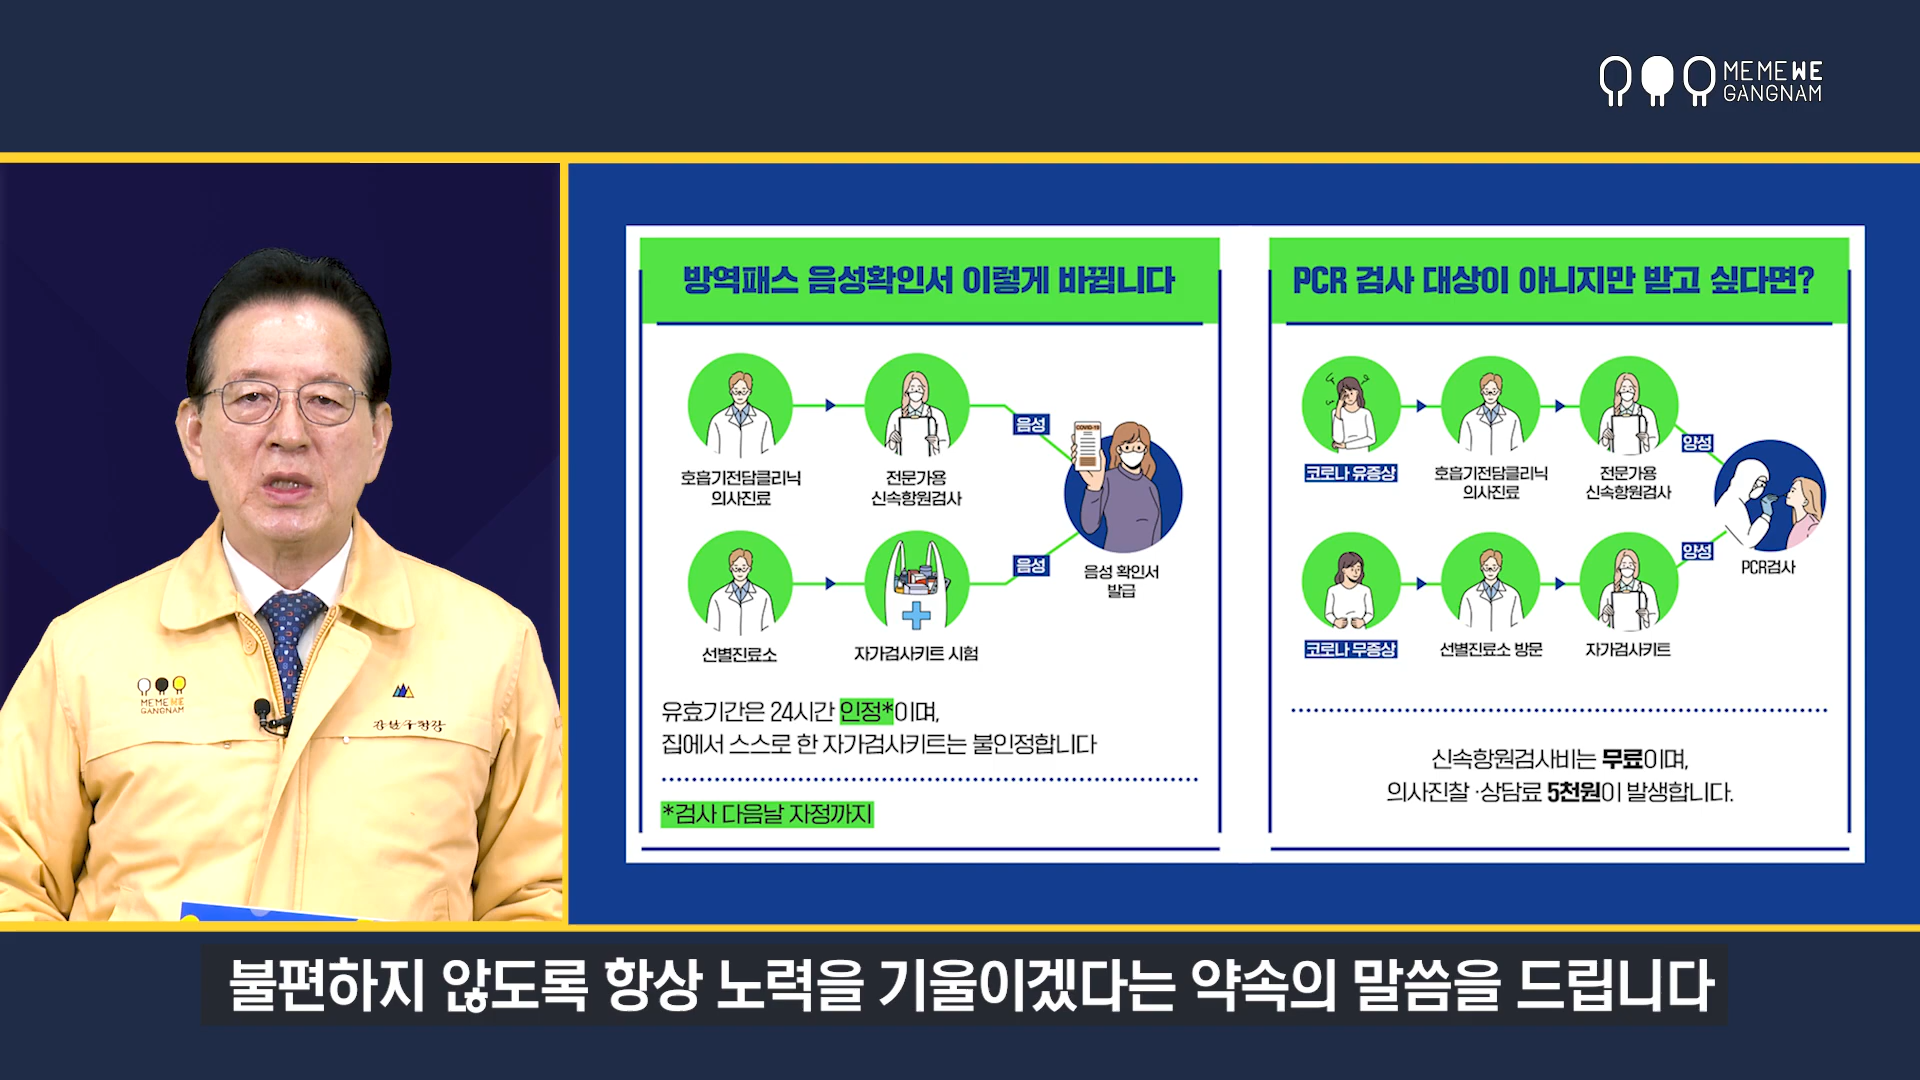 MEMEWE
GANGNAM
방역패스 음성확인서 이렇게 바뀝니다
호흡기전담클리닉
의사진료
전문가용
신속항원검사
음성
COVID-19
선별진료소
자가검사키트 시험
음성
음성 확인서
발급
유효기간은 24시간 인정*이며,
집에서 스스로 한 자가검사키트는 불인정합니다
*검사 다음날 자정까지
PCR 검사 대상이 아니지만 받고 싶다면?
코로나 유증상
호흡기전담클리닉
의사진료
전문가용
신속항원검사
양성
코로나 무증상
선별진료소 방문
자가검사키트
양성
PCR검사
신속항원검사비는 무료이며,
의사진찰·상담료 5천원이 발생합니다.
MEMEWE
GANGNAM
불편하지 않도록 항상 노력을 기울이겠다는 약속의 말씀을 드립니다